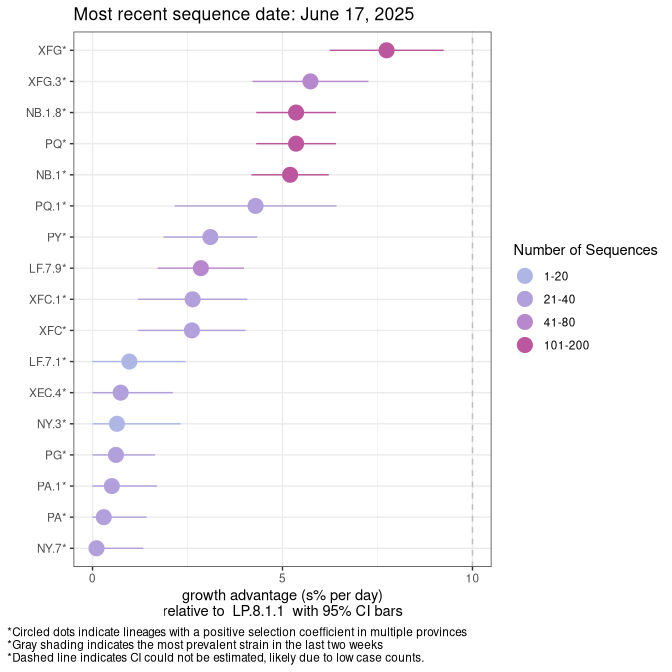 Most recent sequence date: June 17, 2025
XFG*
XFG.3*
NB.1.8*
PQ*
NB.1*
PQ.1*
PY*
LF.7.9*
XFC.1*
XFC*
LF.7.1*
XEC.4*
NY.3*
PG*
PA.1*
PA*
NY.7*
0 5 10
growth advantage (s% per day)
relative to LP.8.1.1 with 95% CI bars
Number of Sequences
1-20
21-40
41-80
101-200
*Circled dots indicate lineages with a positive selection coefficient in multiple provinces
*Gray shading indicates the most prevalent strain in the last two weeks
*Dashed line indicates CI could not be estimated, likely due to low case counts.